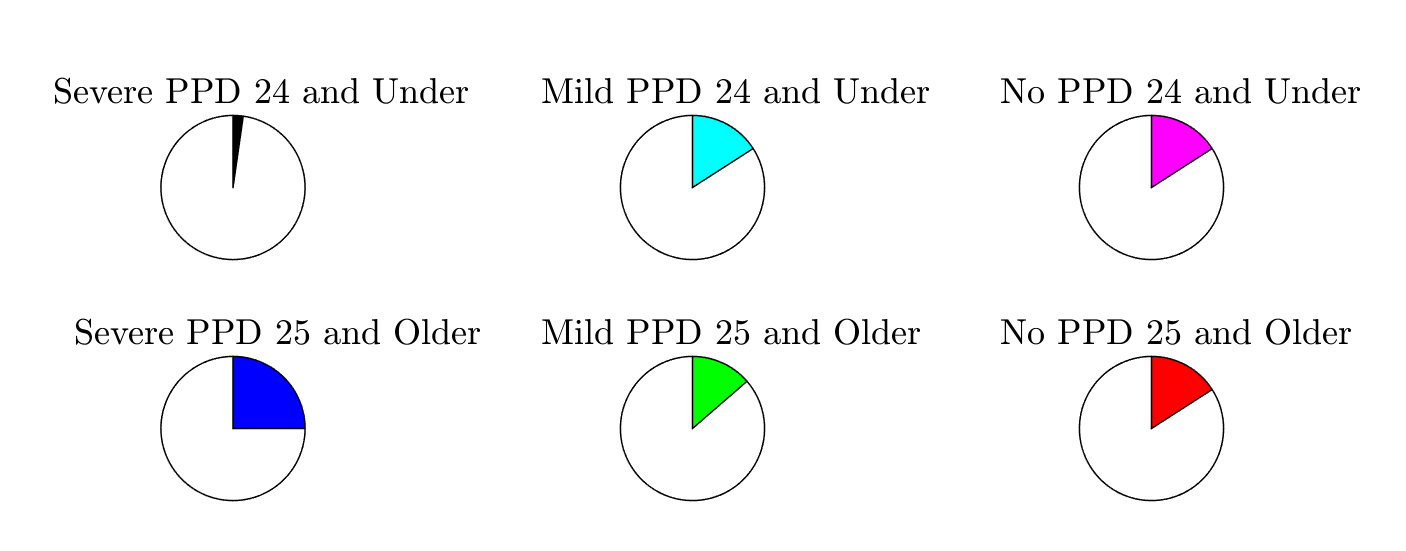 Severe PPD 24 and Under
Mild PPD 24 and Under
No PPD 24 and Under
Severe PPD 25 and Older
Mild PPD 25 and Older
No PPD 25 and Older